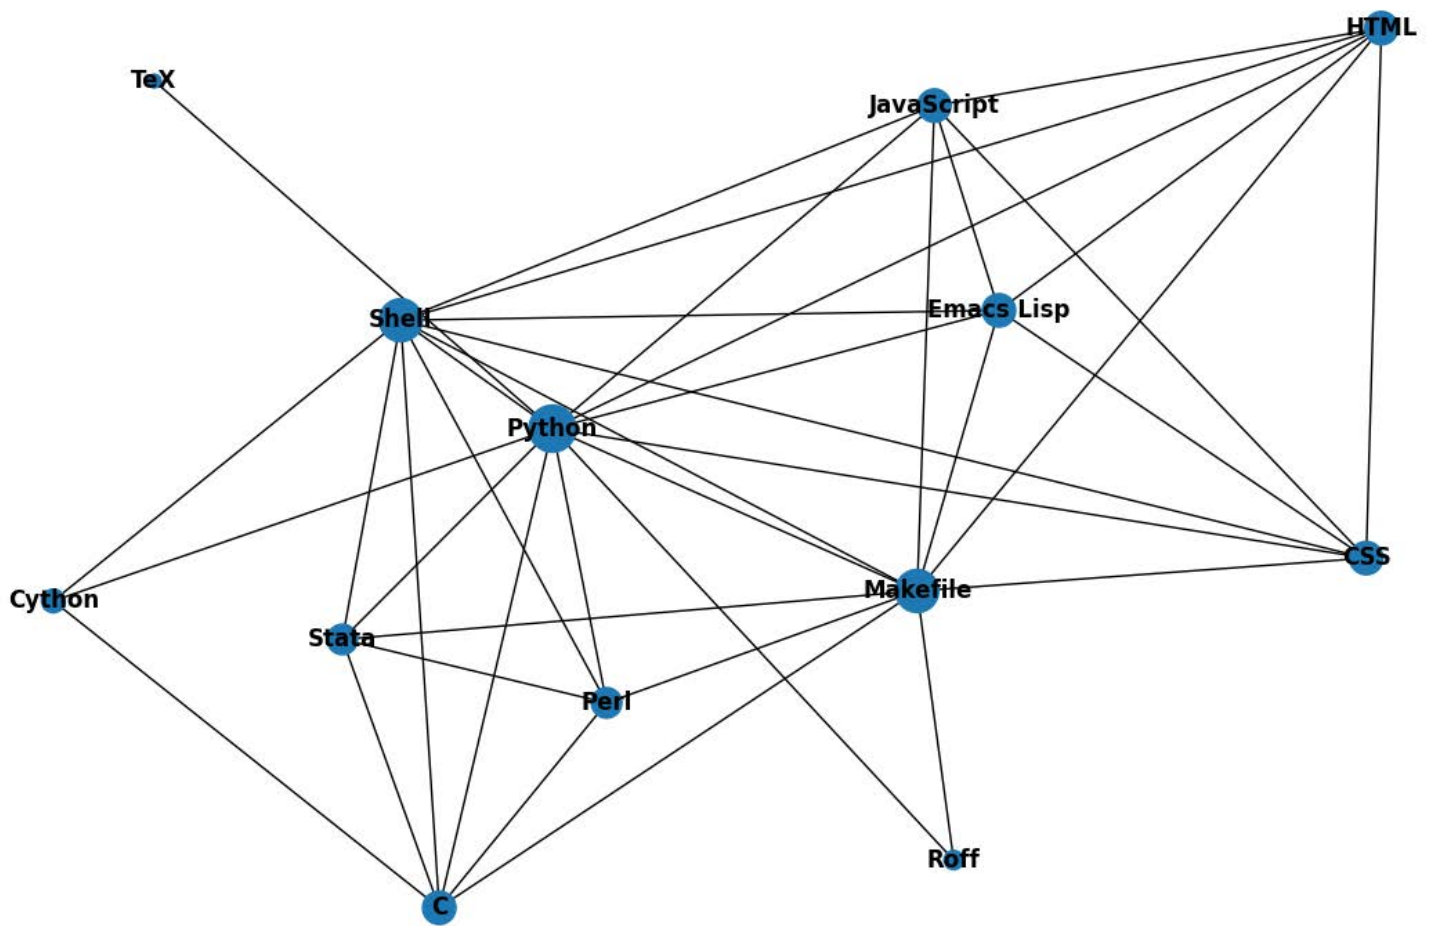 HTML
TeX
JavaScript
Emacs Lisp
Shell
Python
CSS
Makefile
Cython
Stata
Perl
Roff
C